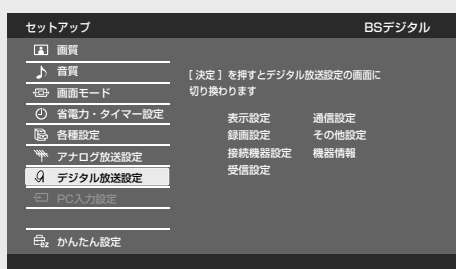 セットアップ
BSデジタル
画質
音質
画面モード
省電力・タイマー設定
各種設定
アナログ放送設定
デジタル放送設定
PC入力設定
かんたん設定
[ 決定 ] を押すとデジタル放送設定の画面に
切り換わります
表示設定 通信設定
録画設定 その他設定
接続機器設定 機器情報
受信設定